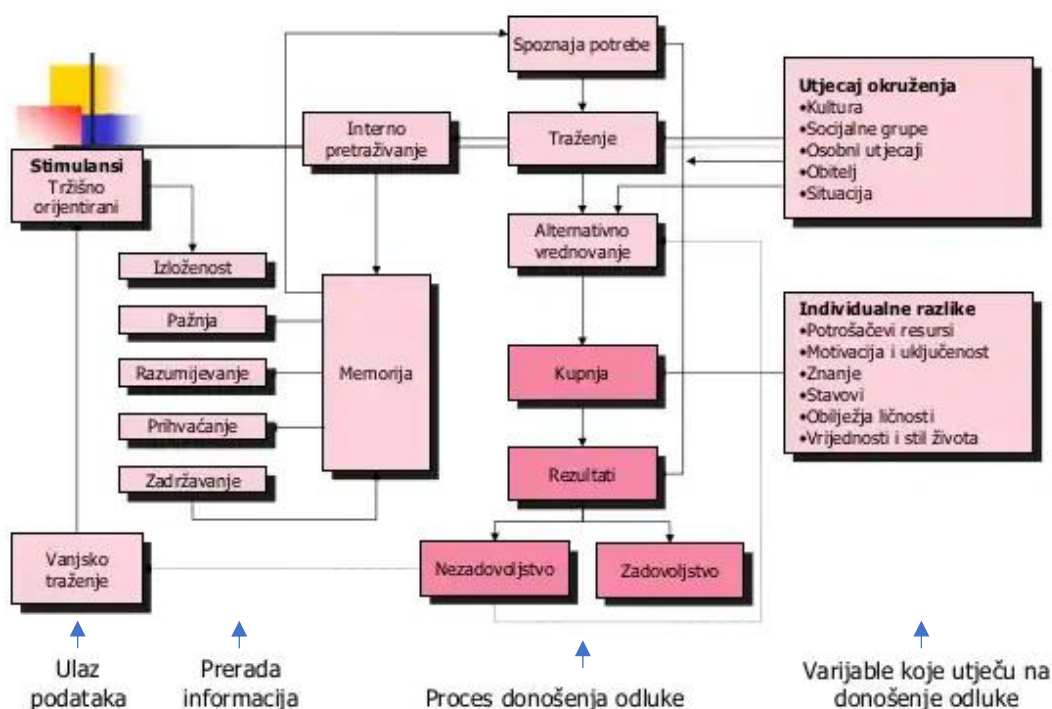 Spoznaja potrebe
Utjecaj okruženja
•Kultura
•Socijalne grupe
•Osobni utjecaji
•Obitelj
•Situacija
Interno
pretraživanje
Traženje
Stimulansi
Tržišno
orijentirani
Alternativno
vrednovanje
Izloženost
Pažnja
Razumijevanje
Prihvaćanje
Zadržavanje
Memorija
Individualne razlike
•Potrošačevi resursi
•Motivacija i uključenost
•Znanje
•Stavovi
•Obilježja ličnosti
•Vrijednosti i stil života
Kupnja
Rezultati
Vanjsko
traženje
Nezadovoljstvo
Zadovoljstvo
Ulaz
podataka
Prerada
informacija
Proces donošenja odluke
Varijable koje utječu na
donošenje odluke